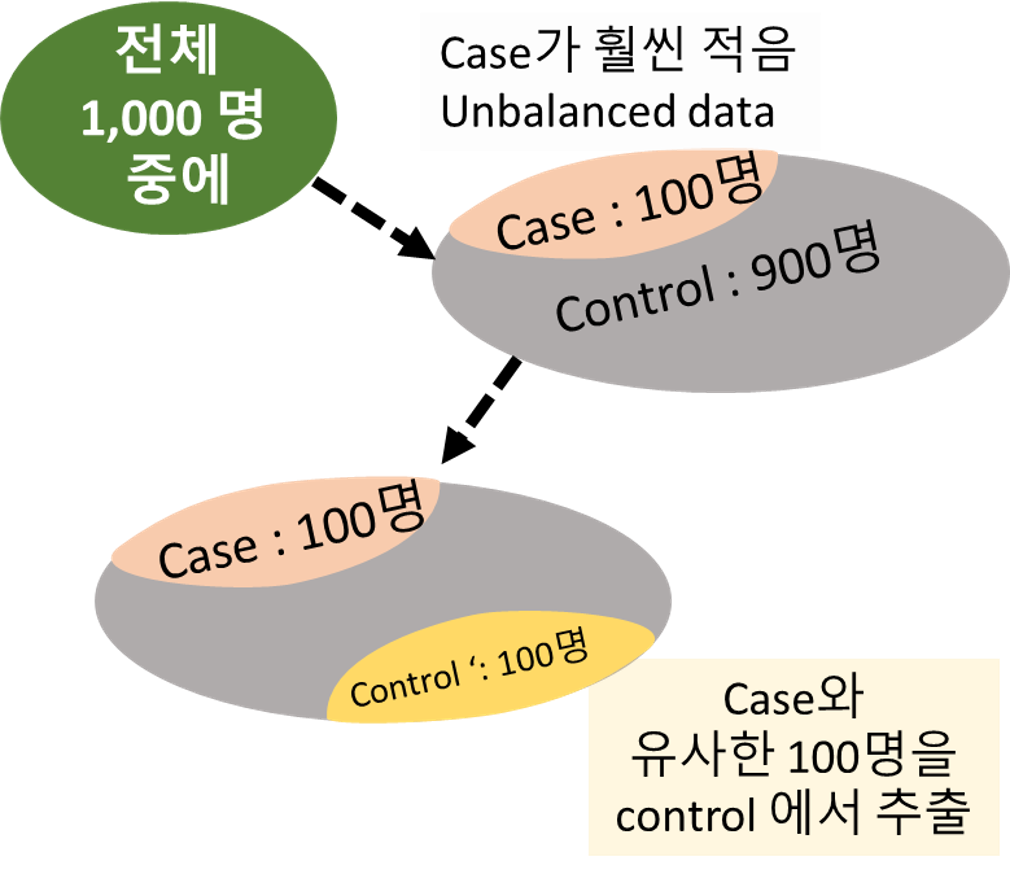 전체
1,000 명
중에
Case가 훨씬 적음
Unbalanced data
Case : 100명
Control : 900명
Case : 100명
Control ‘: 100명
Case와
유사한 100명을
control 에서 추출